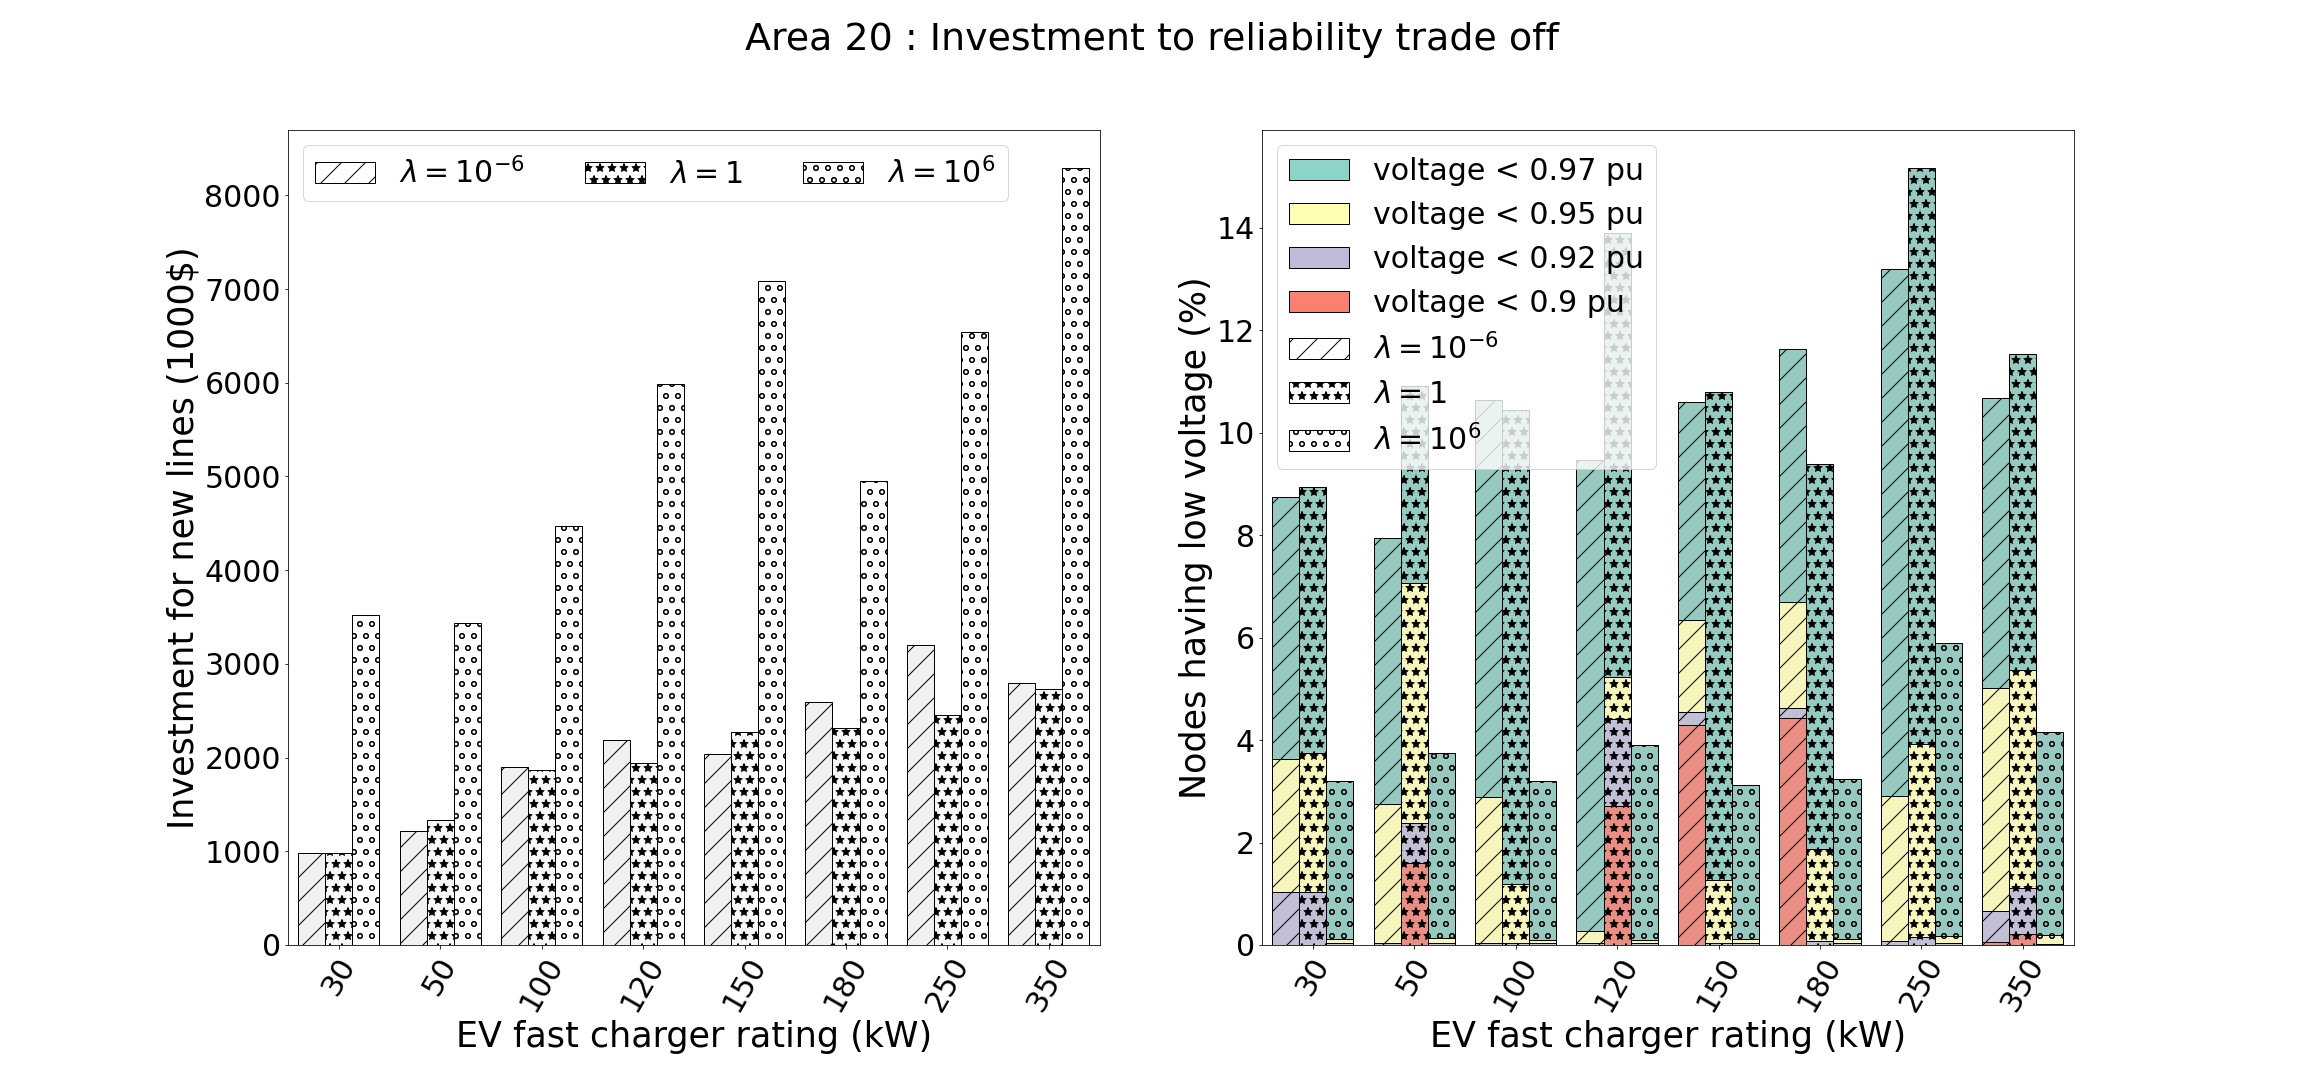 Area 20 : Investment to reliability trade off
Investment for new lines (1000$)
8000
7000
6000
5000
4000
3000
2000
1000
0
λ = 10⁻⁶ λ = 1 λ = 10⁶
30 50 100 120 150 180 250 350
EV fast charger rating (kW)
Nodes having low voltage (%)
14
12
10
8
6
4
2
0
voltage < 0.97 pu
voltage < 0.95 pu
voltage < 0.92 pu
voltage < 0.9 pu
λ = 10⁻⁶
λ = 1
λ = 10⁶
30 50 100 120 150 180 250 350
EV fast charger rating (kW)